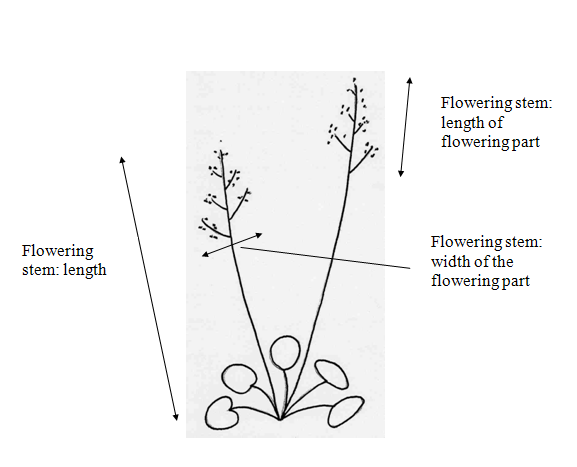 Flowering stem:
length of
flowering part
Flowering
stem: length
Flowering stem:
width of the
flowering part